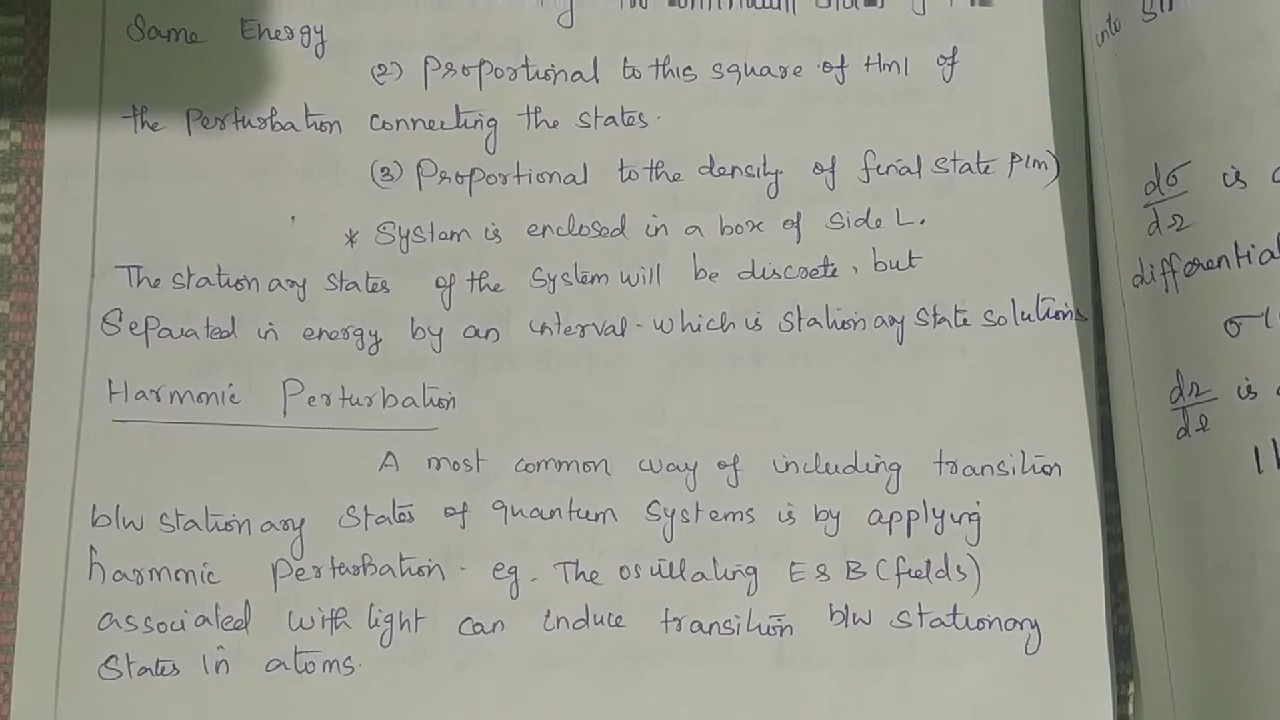 Same Energy
(2) Proportional to this square of Hml of
the Perturbation connecting the states.
(3) Proportional to the density of final state P(m)
* System is enclosed in a box of side L.
The stationary states of the system will be discrete, but
Separated in energy by an interval. which is stationary state solutions
Harmonic Perturbation
A most common way of including transition
b/w stationary states of quantum systems is by applying
harmonic perturbation. eg. The oscillating E & B (fields)
associated with light can induce transition b/w stationary
states in atoms.
into
dσ/dΩ is
differential
σ(
dΩ/dl is